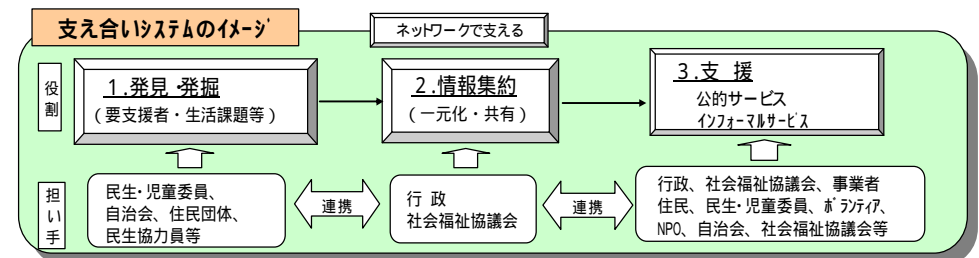 支え合いシステムのイメージ
ネットワークで支える
役割
1.発見・発掘
(要支援者・生活課題等)
2.情報集約
(一元化・共有)
3.支 援
公的サービス
インフォーマルサービス
担い手
民生・児童委員、
自治会、住民団体、
民生協力員等
連携
行 政
社会福祉協議会
連携
行政、社会福祉協議会、事業者
住民、民生・児童委員、ボランティア、
NPO、自治会、社会福祉協議会等